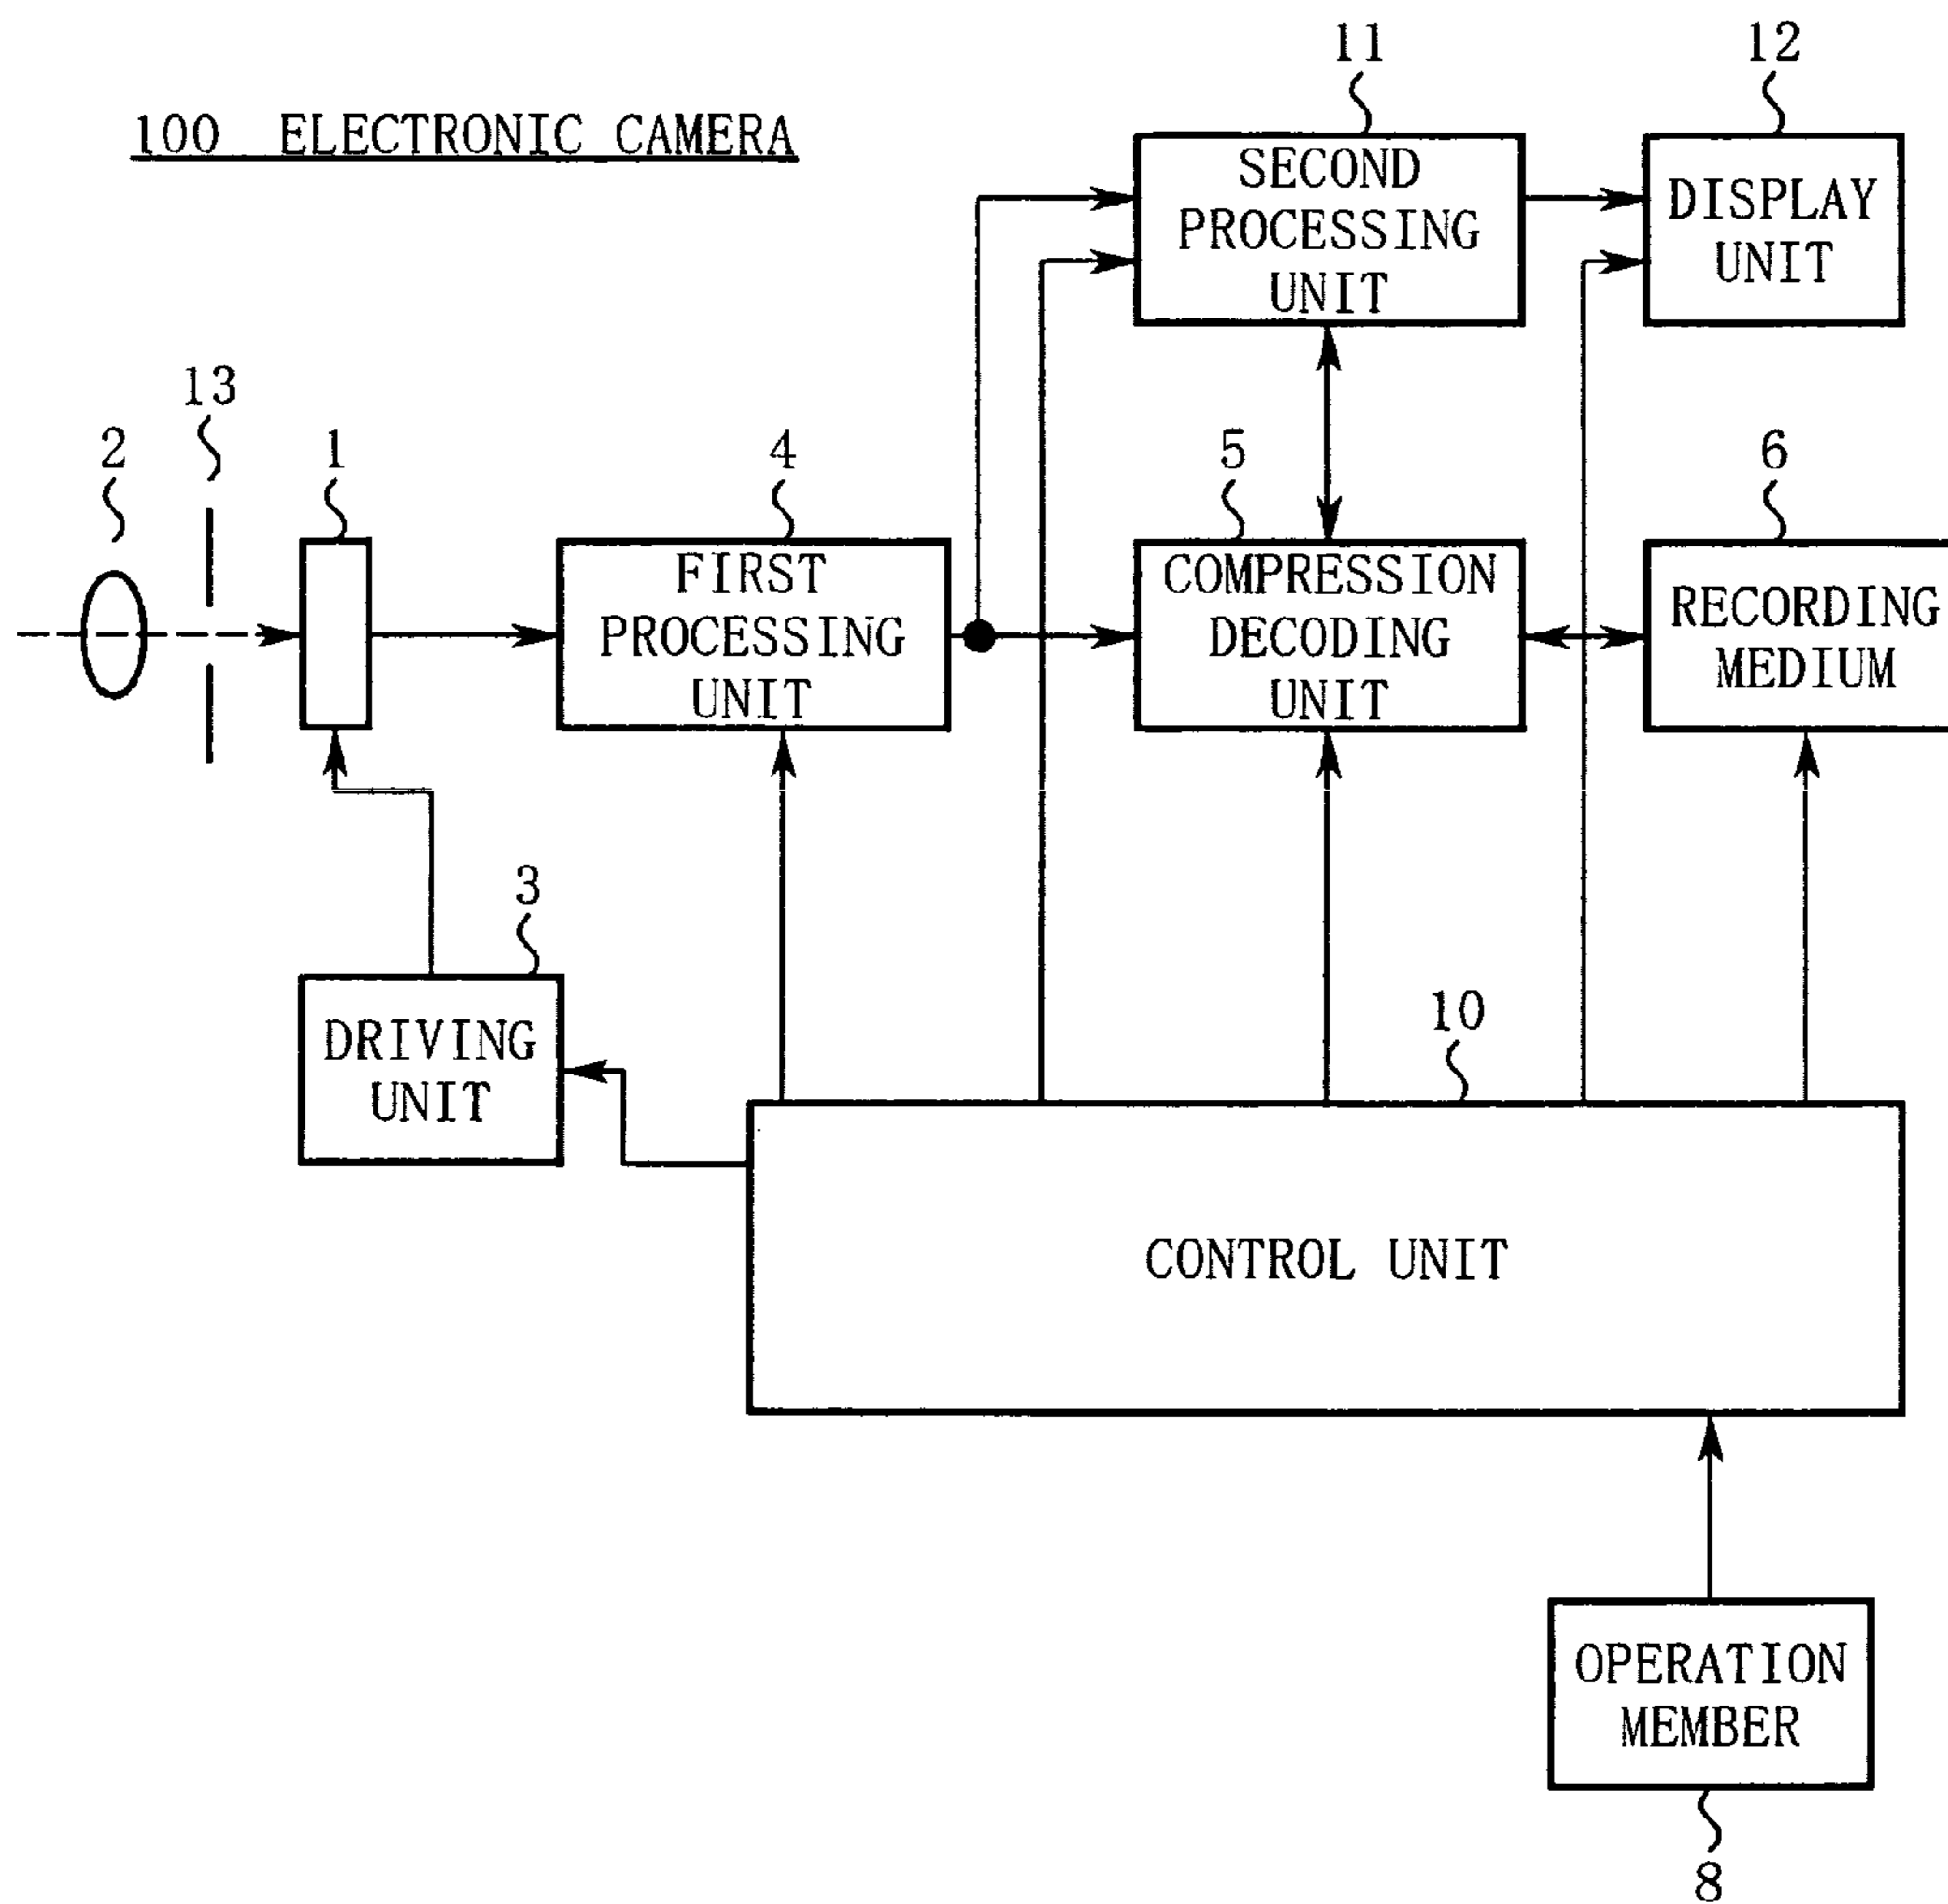 100 ELECTRONIC CAMERA
11
12
SECOND
PROCESSING
UNIT
DISPLAY
UNIT
13
2
1
4
5
6
FIRST
PROCESSING
UNIT
COMPRESSION
DECODING
UNIT
RECORDING
MEDIUM
3
DRIVING
UNIT
10
CONTROL UNIT
OPERATION
MEMBER
8